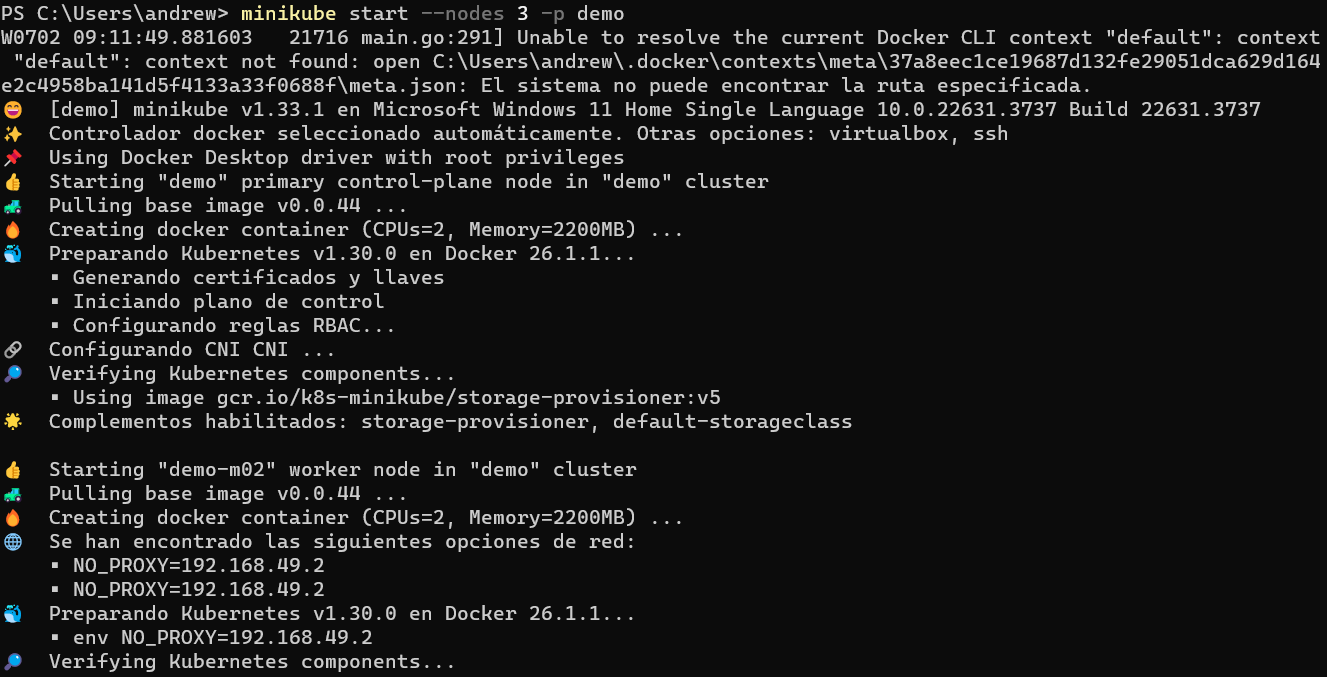 PS C:\Users\andrew> minikube start --nodes 3 -p demo
W0702 09:11:49.881603   21716 main.go:291] Unable to resolve the current Docker CLI context "default": context
 "default": context not found: open C:\Users\andrew\.docker\contexts\meta\37a8eec1ce19687d132fe29051dca629d164
e2c4958ba141d5f4133a33f0688f\meta.json: El sistema no puede encontrar la ruta especificada.
😄  [demo] minikube v1.33.1 en Microsoft Windows 11 Home Single Language 10.0.22631.3737 Build 22631.3737
✨  Controlador docker seleccionado automáticamente. Otras opciones: virtualbox, ssh
📌  Using Docker Desktop driver with root privileges
👍  Starting "demo" primary control-plane node in "demo" cluster
🚜  Pulling base image v0.0.44 ...
🔥  Creating docker container (CPUs=2, Memory=2200MB) ...
🐳  Preparando Kubernetes v1.30.0 en Docker 26.1.1...
    ▪ Generando certificados y llaves
    ▪ Iniciando plano de control
    ▪ Configurando reglas RBAC...
🔗  Configurando CNI CNI ...
🔎  Verifying Kubernetes components...
    ▪ Using image gcr.io/k8s-minikube/storage-provisioner:v5
🌟  Complementos habilitados: storage-provisioner, default-storageclass
👍  Starting "demo-m02" worker node in "demo" cluster
🚜  Pulling base image v0.0.44 ...
🔥  Creating docker container (CPUs=2, Memory=2200MB) ...
🌐  Se han encontrado las siguientes opciones de red:
    ▪ NO_PROXY=192.168.49.2
    ▪ NO_PROXY=192.168.49.2
🐳  Preparando Kubernetes v1.30.0 en Docker 26.1.1...
    ▪ env NO_PROXY=192.168.49.2
🔎  Verifying Kubernetes components...